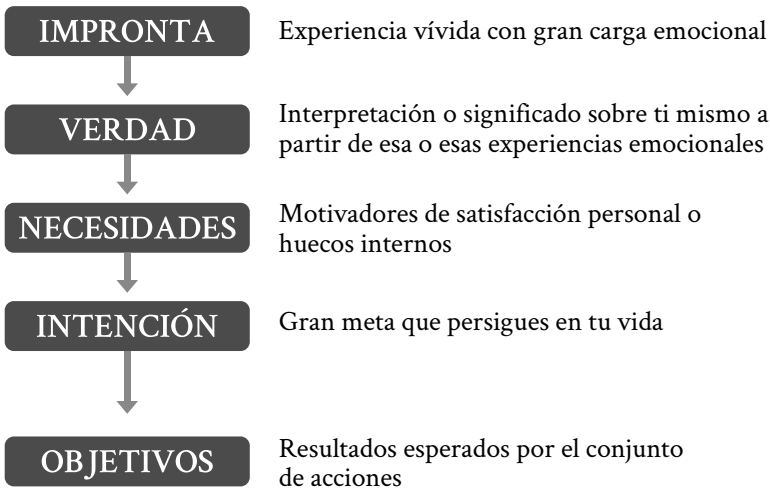 IMPRONTA
Experiencia vívida con gran carga emocional
VERDAD
Interpretación o significado sobre ti mismo a
partir de esa o esas experiencias emocionales
NECESIDADES
Motivadores de satisfacción personal o
huecos internos
INTENCIÓN
Gran meta que persigues en tu vida
OBJETIVOS
Resultados esperados por el conjunto
de acciones